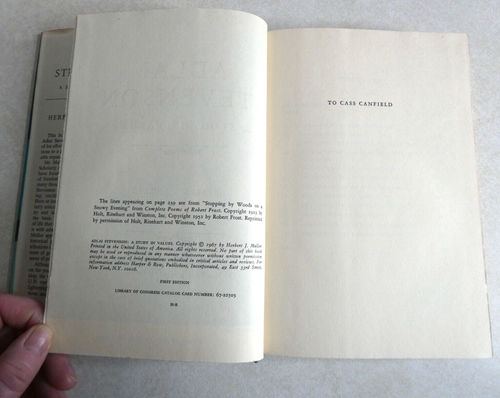 STR
HERB
The lines appearing on page 259 are from "Stopping by Woods on a
Snowy Evening" from Complete Poems of Robert Frost. Copyright 1923 by
Holt, Rinehart and Winston, Inc. Copyright 1951 by Robert Frost. Reprinted
by permission of Holt, Rinehart and Winston, Inc.
ADLAI STEVENSON: A STUDY IN VALUES. Copyright © 1967 by Herbert J. Muller.
Printed in the United States of America. All rights reserved. No part of this book
may be used or reproduced in any manner whatsoever without written permission
except in the case of brief quotations embodied in critical articles and reviews. For
information address Harper & Row, Publishers, Incorporated, 49 East 33rd Street,
New York, N.Y. 10016.
FIRST EDITION
LIBRARY OF CONGRESS CATALOG CARD NUMBER: 67-22503
TO CASS CANFIELD